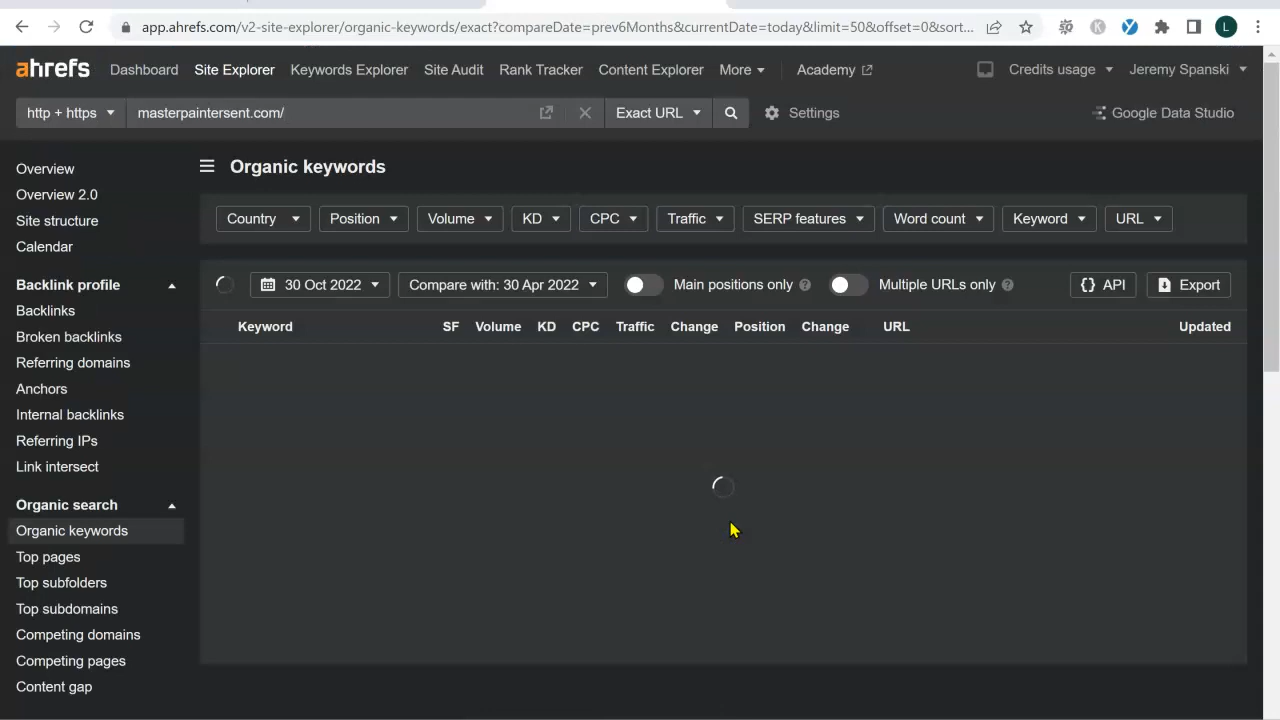 app.ahrefs.com/v2-site-explorer/organic-keywords/exact?compareDate=prev6Months&currentDate=today&limit=50&offset=0&sort...
L
ahrefs Dashboard Site Explorer Keywords Explorer Site Audit Rank Tracker Content Explorer More Academy Credits usage Jeremy Spanski
http + https masterpaintersent.com/ Exact URL Settings Google Data Studio
Overview
Overview 2.0
Site structure
Calendar
Backlink profile
Backlinks
Broken backlinks
Referring domains
Anchors
Internal backlinks
Referring IPs
Link intersect
Organic search
Organic keywords
Top pages
Top subfolders
Top subdomains
Competing domains
Competing pages
Content gap
Organic keywords
Country Position Volume KD CPC Traffic SERP features Word count Keyword URL
30 Oct 2022 Compare with: 30 Apr 2022 Main positions only ? Multiple URLs only ? {} API Export
Keyword SF Volume KD CPC Traffic Change Position Change URL Updated